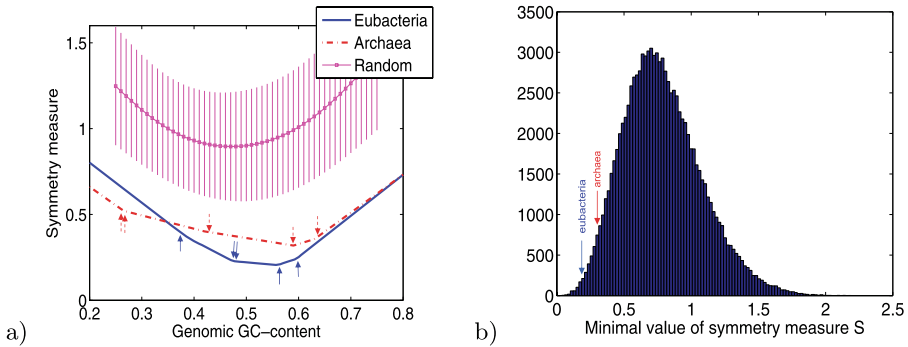 Eubacteria
Archaea
Random
1.5
1
0.5
0
0.2 0.3 0.4 0.5 0.6 0.7 0.8
Symmetry measure
Genomic GC–content
a)
3500
3000
2500
2000
1500
1000
500
0
0 0.5 1 1.5 2 2.5
eubacteria
archaea
Minimal value of symmetry measure S
b)